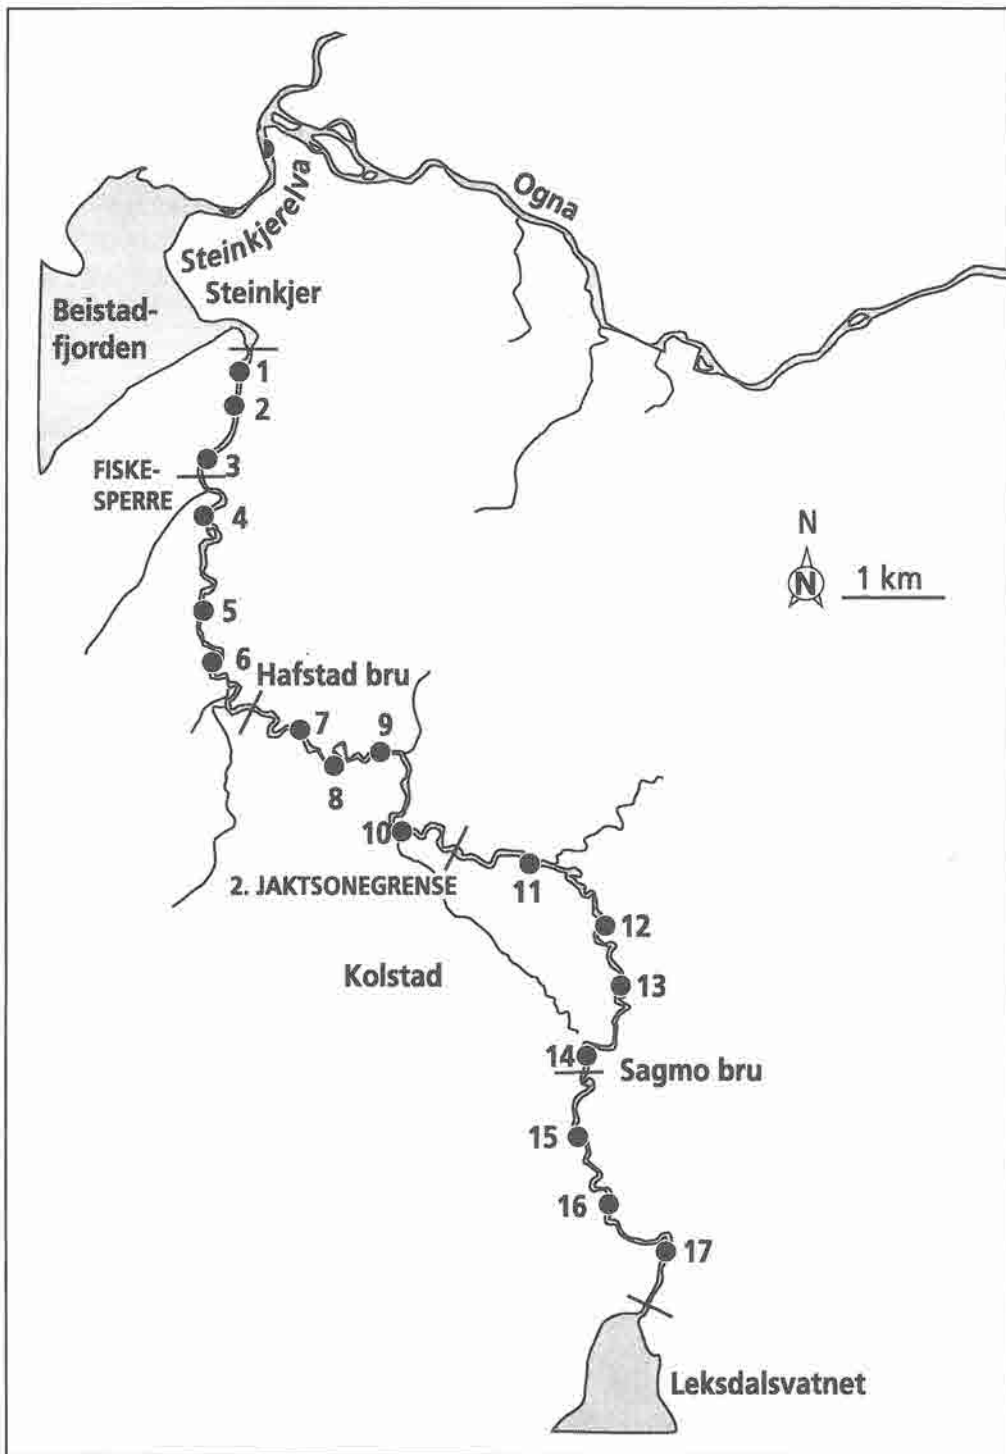 Ogna
Steinkjerelva
Steinkjer
Beistad-
fjorden
1
2
3
FISKE-
SPERRE
4
N
N
1 km
5
6
Hafstad bru
7
9
8
10
2. JAKTSONEGRENSE
11
12
Kolstad
13
14
Sagmo bru
15
16
17
Leksdalsvatnet